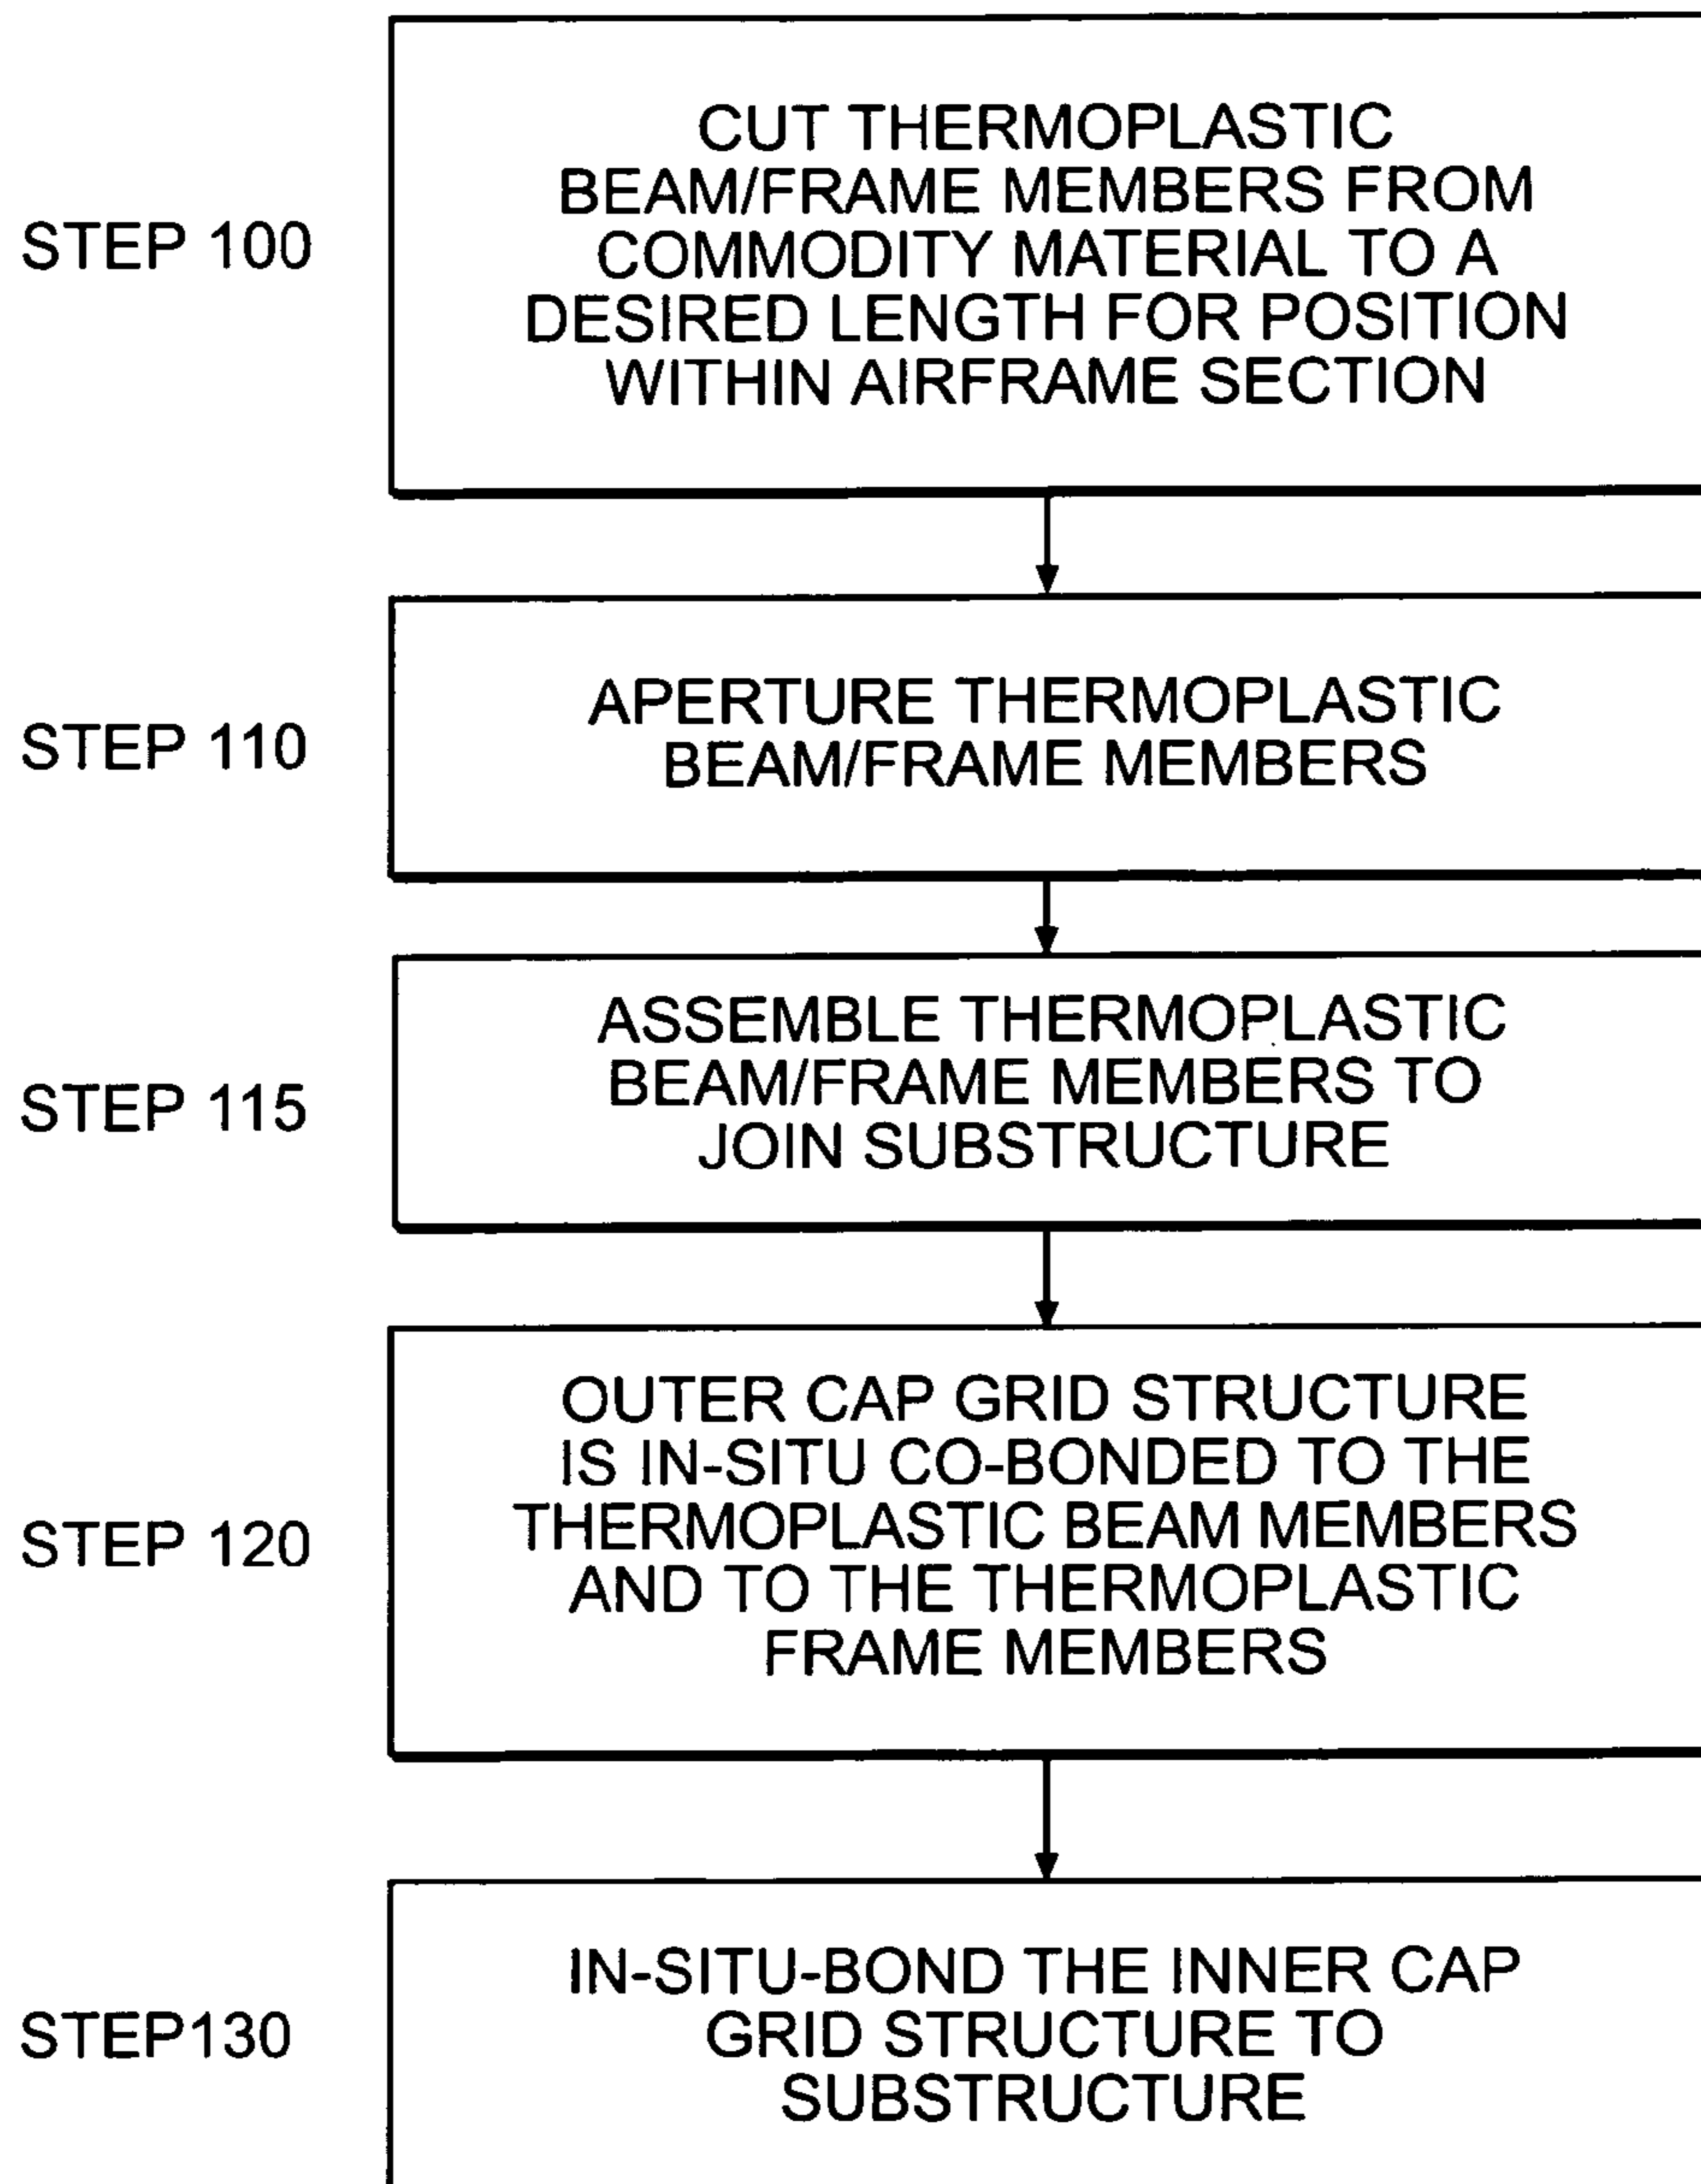 CUT THERMOPLASTIC
BEAM/FRAME MEMBERS FROM
STEP 100
COMMODITY MATERIAL TO A
DESIRED LENGTH FOR POSITION
WITHIN AIRFRAME SECTION
APERTURE THERMOPLASTIC
STEP 110
BEAM/FRAME MEMBERS
ASSEMBLE THERMOPLASTIC
BEAM/FRAME MEMBERS TO
STEP 115
JOIN SUBSTRUCTURE
OUTER CAP GRID STRUCTURE
IS IN-SITU CO-BONDED TO THE
THERMOPLASTIC BEAM MEMBERS
STEP 120
AND TO THE THERMOPLASTIC
FRAME MEMBERS
IN-SITU-BOND THE INNER CAP
STEP130
GRID STRUCTURE TO
SUBSTRUCTURE